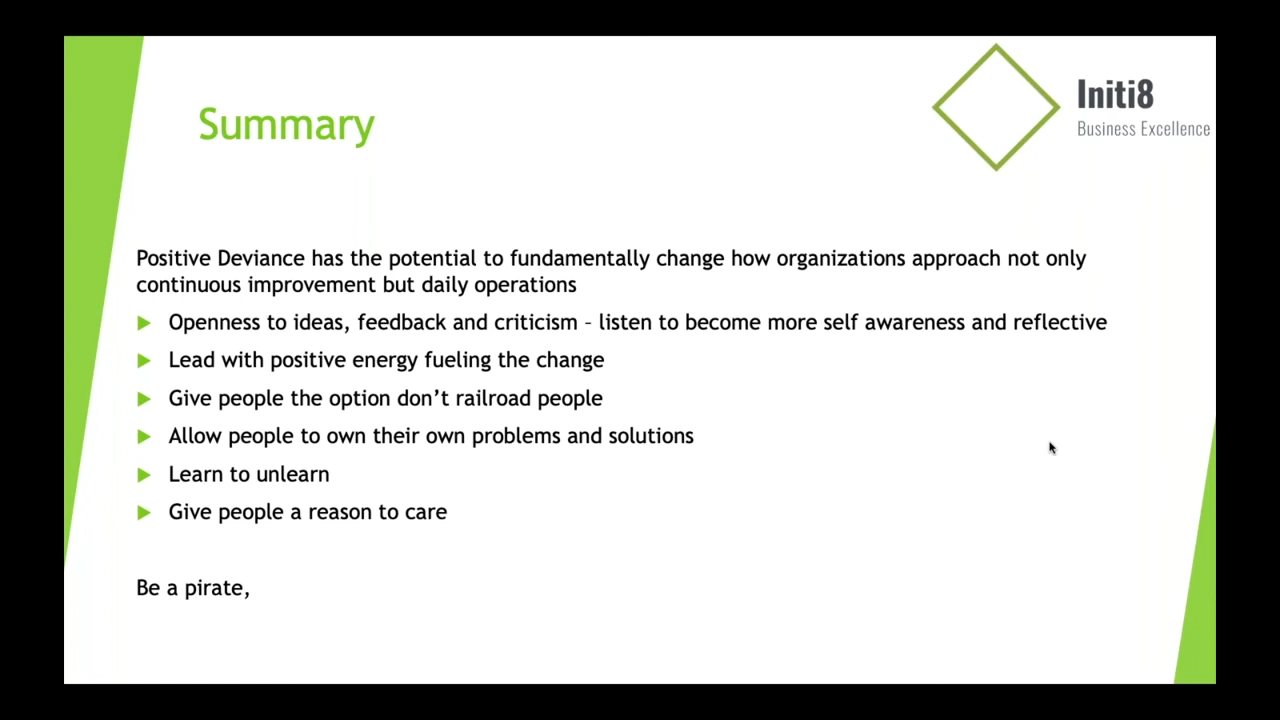 Summary
Initi8
Business Excellence
Positive Deviance has the potential to fundamentally change how organizations approach not only
continuous improvement but daily operations
Openness to ideas, feedback and criticism – listen to become more self awareness and reflective
Lead with positive energy fueling the change
Give people the option don’t railroad people
Allow people to own their own problems and solutions
Learn to unlearn
Give people a reason to care
Be a pirate,